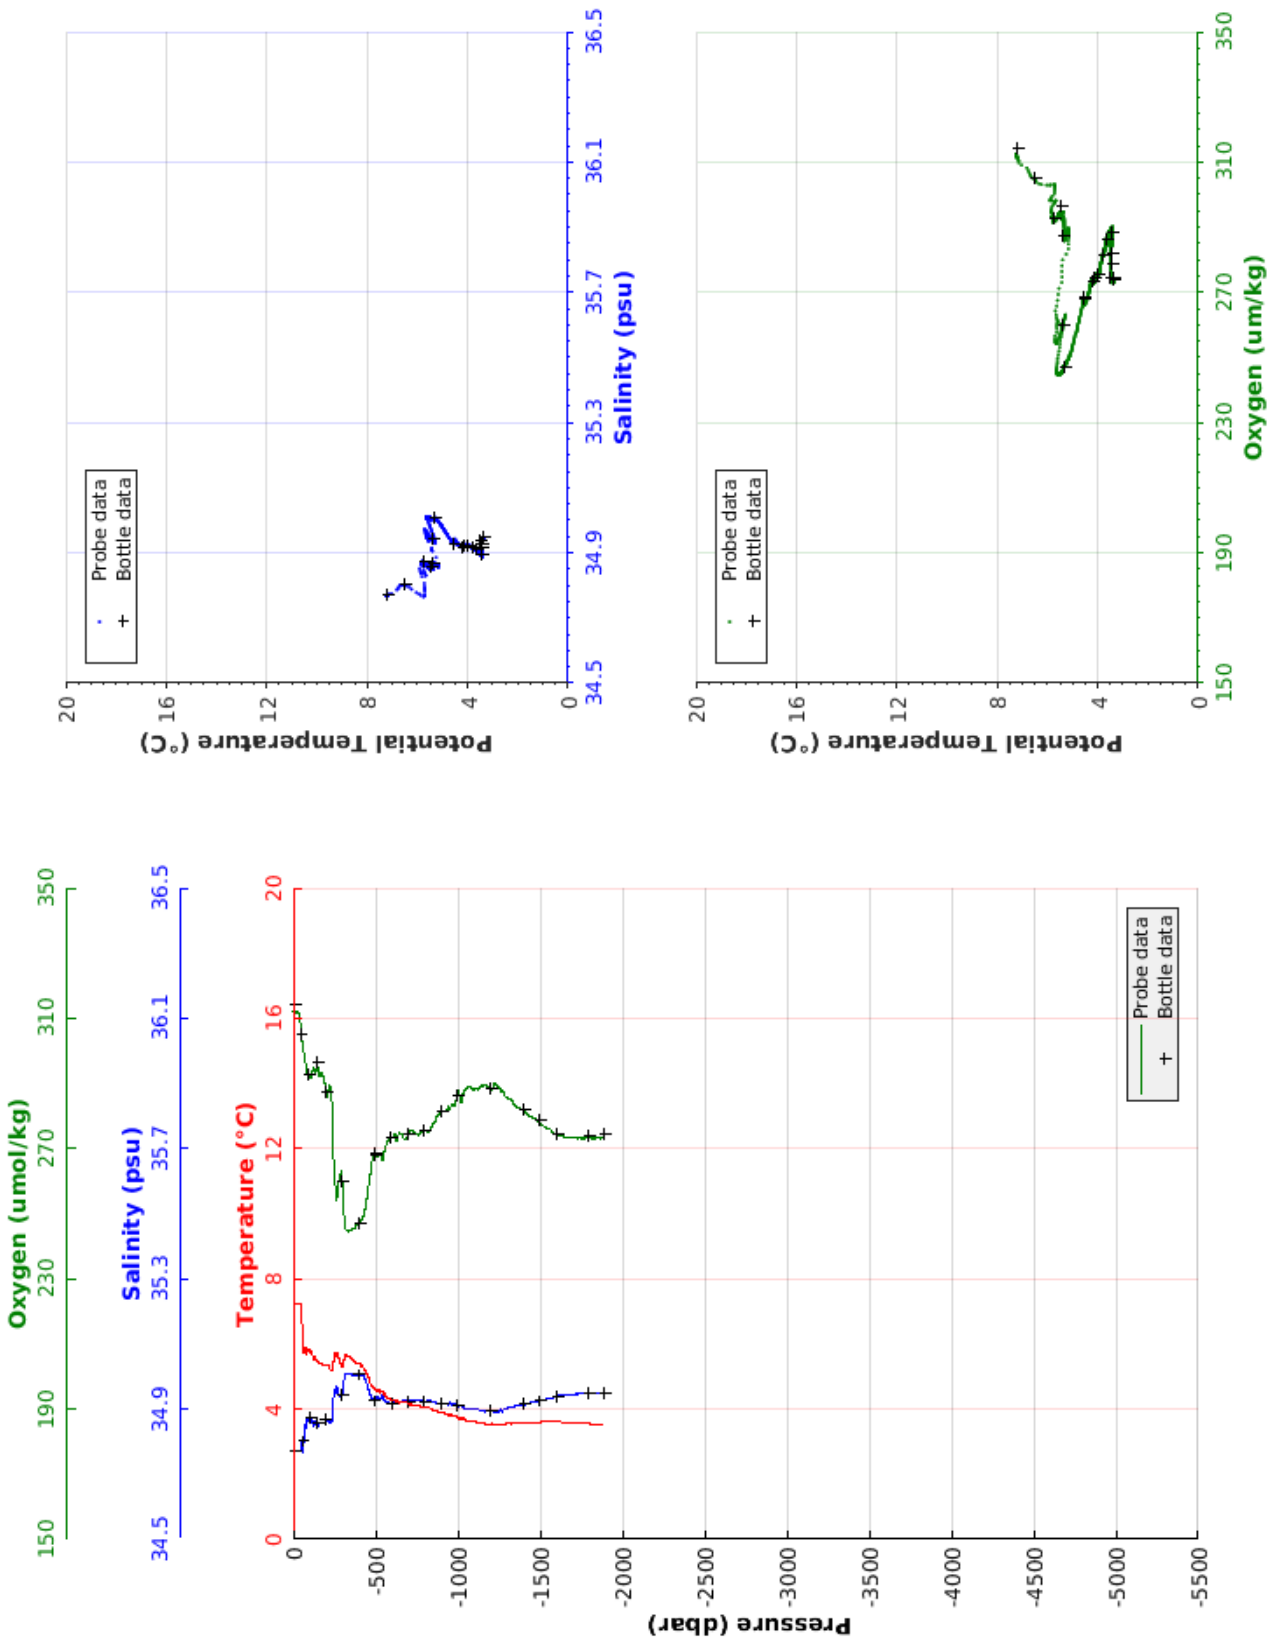 Oxygen (umol/kg)
150 190 230 270 310 350
Salinity (psu)
34.5 34.9 35.3 35.7 36.1 36.5
Temperature (°C)
0 4 8 12 16 20
0
-500
-1000
-1500
-2000
-2500
-3000
-3500
-4000
-4500
-5000
-5500
Pressure (dbar)
Probe data
Bottle data
20
16
12
8
4
0
Potential Temperature (°C)
Probe data
Bottle data
34.5 34.9 35.3 35.7 36.1 36.5
Salinity (psu)
20
16
12
8
4
0
Potential Temperature (°C)
Probe data
Bottle data
150 190 230 270 310 350
Oxygen (um/kg)